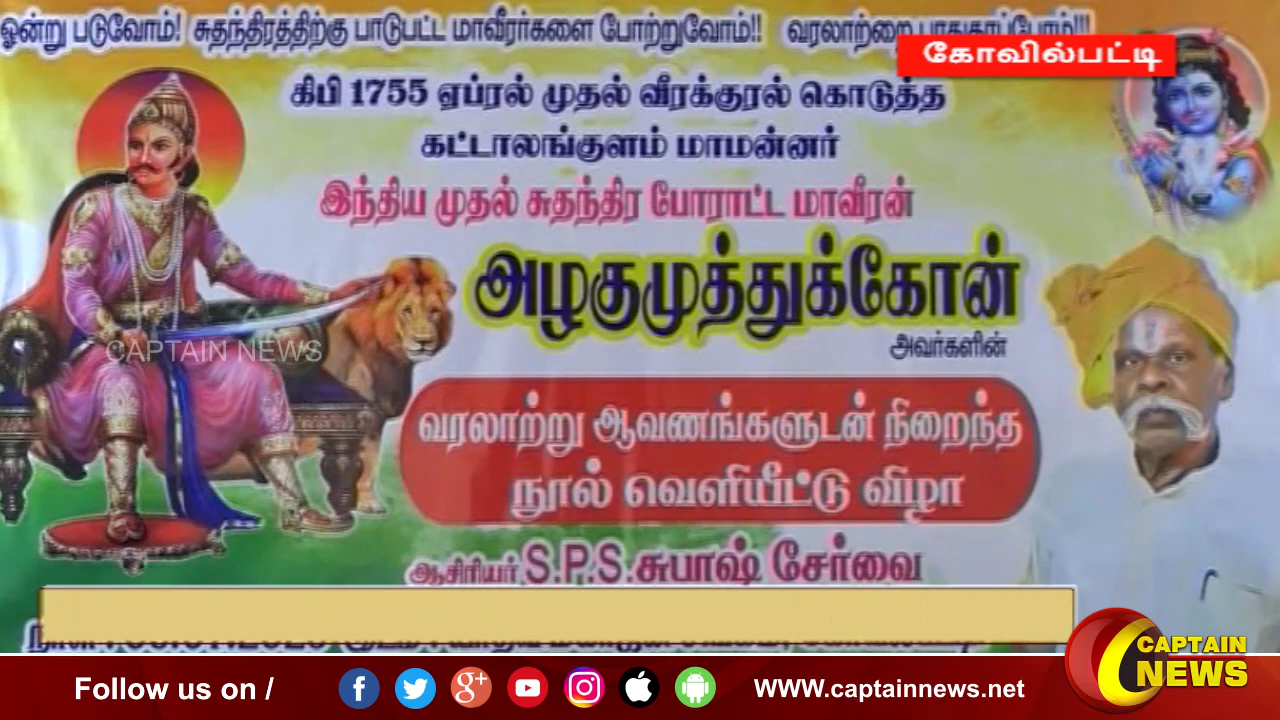 ஒன்று படுவோம்! சுதந்திரத்திற்கு பாடுபட்ட மாவீரர்களை போற்றுவோம்!! வரலாற்றை
கோவில்பட்டி
கிபி 1755 ஏப்ரல் முதல் வீரக்குரல் கொடுத்த
கட்டாலங்குளம் மாமன்னர்
இந்திய முதல் சுதந்திர போராட்ட மாவீரன்
அழகுமுத்துக்கோன்
அவர்களின்
CAPTAIN NEWS
வரலாற்று ஆவணங்களுடன் நிறைந்த
நூல் வெளியீட்டு விழா
ஆசிரியர் S.P.S.சுபாஷ் சேர்வை
Follow us on /
WWW.captainnews.net
CAPTAIN
NEWS